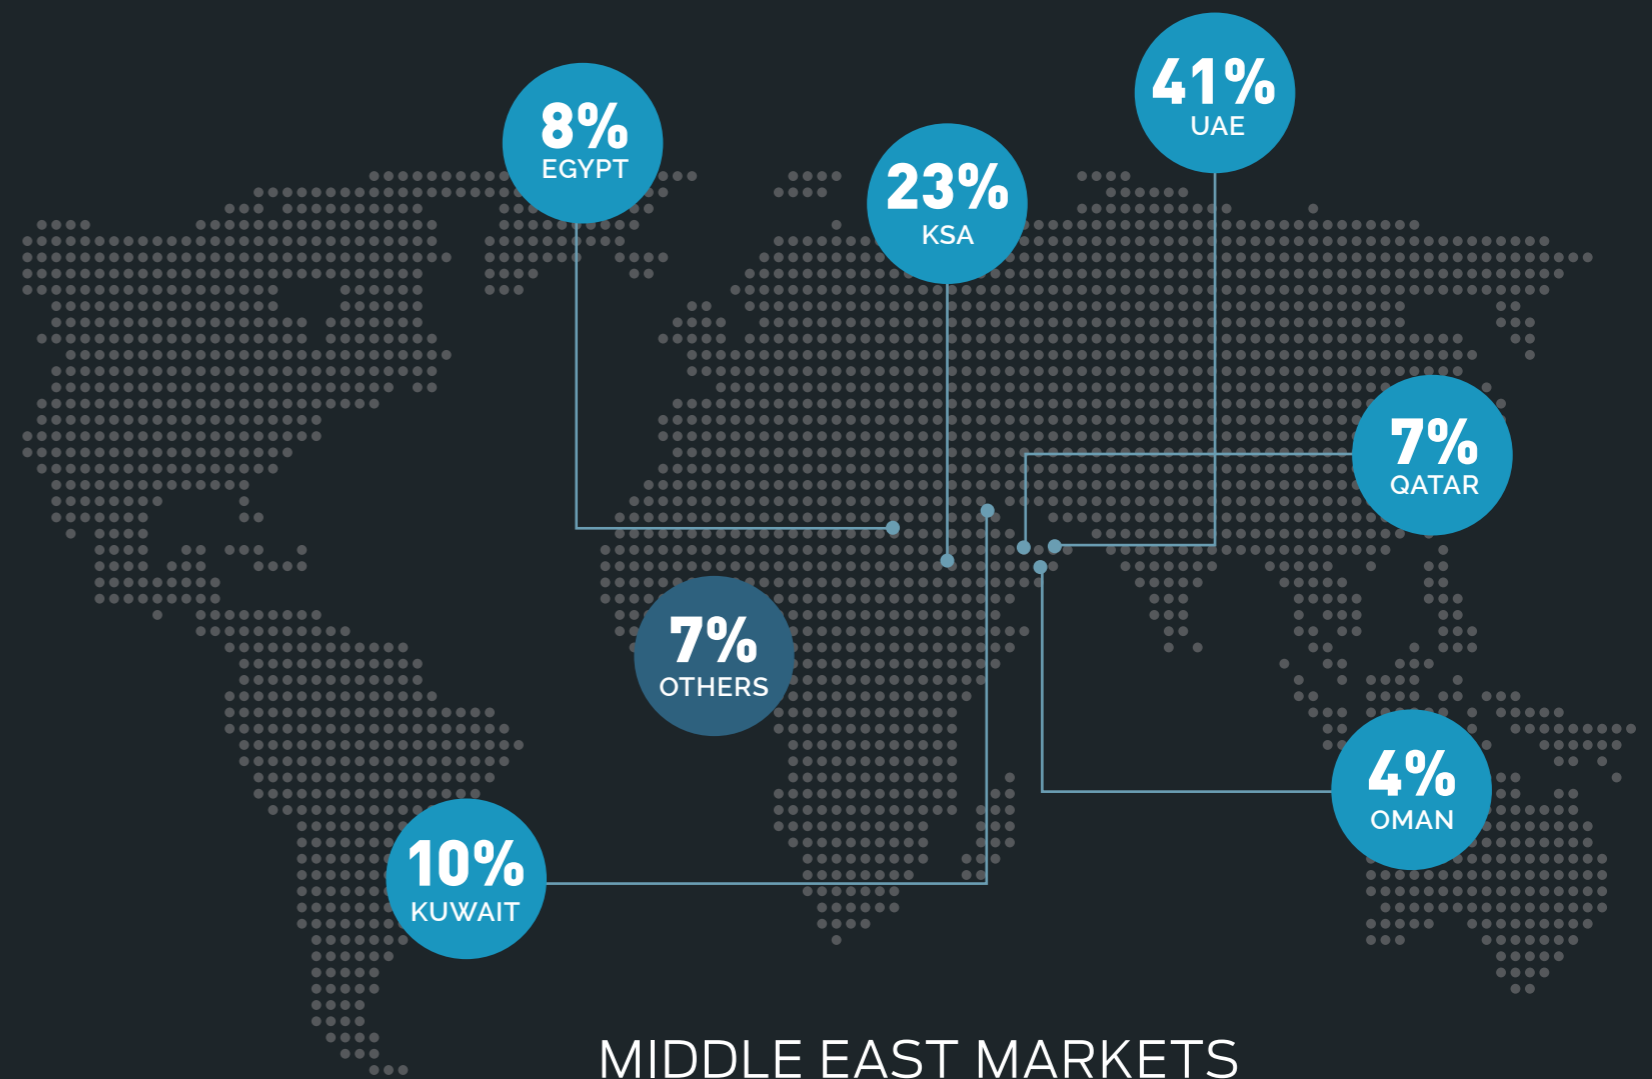 41%
UAE
8%
EGYPT
23%
KSA
7%
QATAR
7%
OTHERS
4%
OMAN
10%
KUWAIT
MIDDLE EAST MARKETS